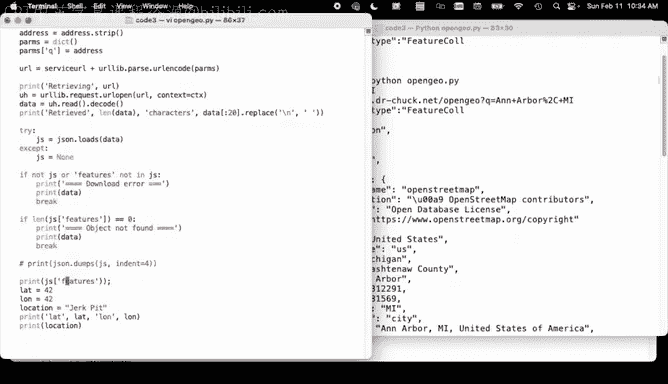 Terminal Shell Edit View Window Help
Sun Feb 11 10:34 AM
code3 — vi opengeo.py — 86×37
address = address.strip()
parms = dict()
parms['q'] = address
url = serviceurl + urllib.parse.urlencode(parms)
print('Retrieving', url)
uh = urllib.request.urlopen(url, context=ctx)
data = uh.read().decode()
print('Retrieved', len(data), 'characters', data[:20].replace('\n', ' '))
try:
js = json.loads(data)
except:
js = None
if not js or 'features' not in js:
print('==== Download error ===')
print(data)
break
if len(js['features']) == 0:
print('==== Object not found ====')
print(data)
break
# print(json.dumps(js, indent=4))
print(js['features']);
lat = 42
lon = 42
location = "Jerk Pit"
print('lat', lat, 'lon', lon)
print(location)
code3 — Python opengeo.py — 83×30
type":"FeatureColl
python opengeo.py
MI
.dr-chuck.net/opengeo?q=Ann+Arbor%2C+MI
type":"FeatureColl
on",
: {
ame": "openstreetmap",
tion": "\u00a9 OpenStreetMap contributors",
": "Open Database License",
https://www.openstreetmap.org/copyright"
United States",
e": "us",
chigan",
ashtenaw County",
Arbor",
312291,
81569,
": "MI",
": "city",
"Ann Arbor, MI, United States of America",